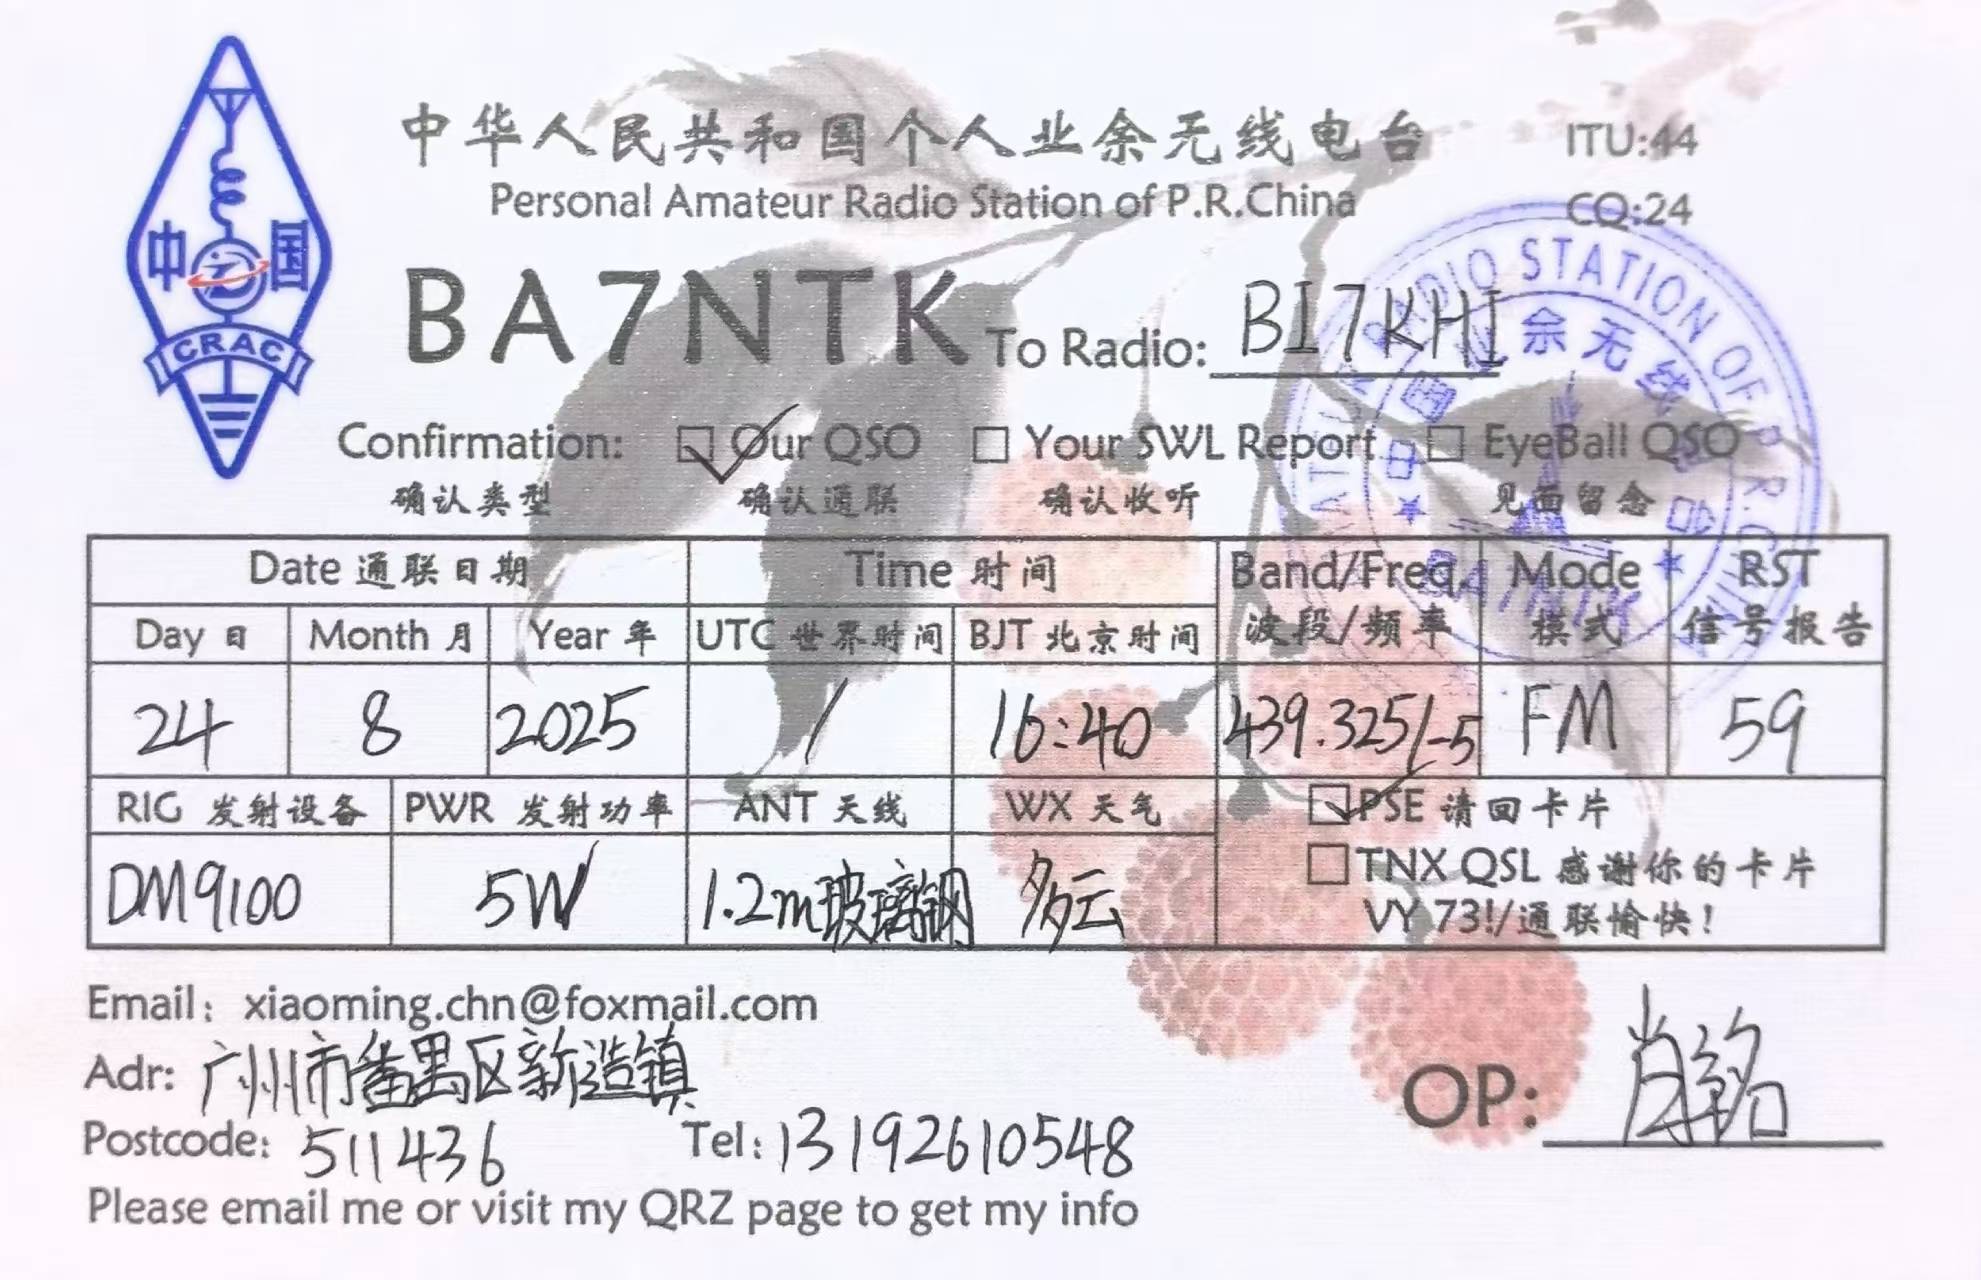 中华人民共和国个人业余无线电台
ITU:44
Personal Amateur Radio Station of P.R.China
CQ:24
中国
CRAC
BA7NTK To Radio: BI7KHI
Confirmation: Our QSO Your SWL Report EyeBall QSO
确认类型 确认通联 确认收听 见面留念
Date 通联日期 Time 时间 Band/Freq. 波段/频率 Mode 模式 RST 信号报告
Day 日 Month 月 Year 年 UTC 世界时间 BJT 北京时间
24 8 2025 / 16:40 439.325/-5 FM 59
RIG 发射设备 PWR 发射功率 ANT 天线 WX 天气 PSE 请回卡片
DM9100 5W 1.2m玻璃钢 多云 TNX QSL 感谢你的卡片
VY 73!/通联愉快!
Email: xiaoming.chn@foxmail.com
Adr: 广州市番禺区新造镇
OP: 肖铭
Postcode: 511436 Tel: 13192610548
Please email me or visit my QRZ page to get my info